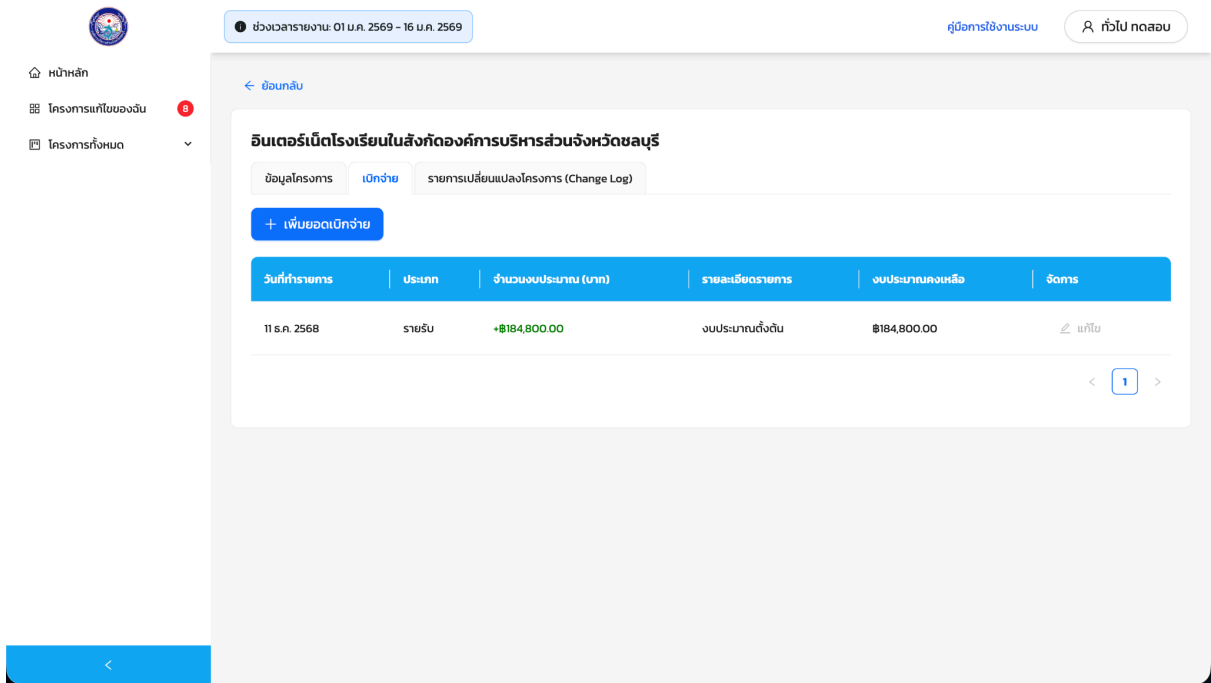 ช่วงเวลารายงาน: 01 ม.ค. 2569 - 16 ม.ค. 2569
คู่มือการใช้งานระบบ
ทั่วไป ทดสอบ
หน้าหลัก
โครงการแก้ไขของฉัน 8
โครงการทั้งหมด
ย้อนกลับ
อินเตอร์เน็ตโรงเรียนในสังกัดองค์การบริหารส่วนจังหวัดชลบุรี
ข้อมูลโครงการ เบิกจ่าย รายการเปลี่ยนแปลงโครงการ (Change Log)
+ เพิ่มยอดเบิกจ่าย
วันที่ทำรายการ ประเภท จำนวนงบประมาณ (บาท) รายละเอียดรายการ งบประมาณคงเหลือ จัดการ
11 ธ.ค. 2568 รายรับ +฿184,800.00 งบประมาณตั้งต้น ฿184,800.00 แก้ไข
< 1 >
<